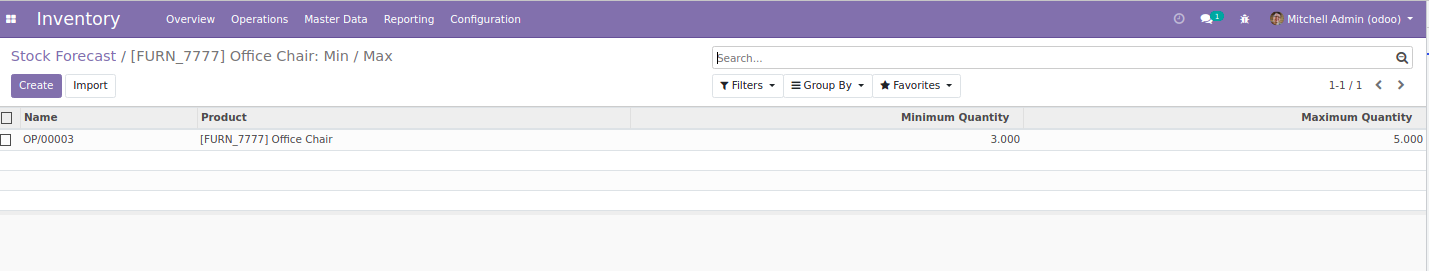 Inventory Overview Operations Master Data Reporting Configuration 1 Mitchell Admin (odoo)
Stock Forecast / [FURN_7777] Office Chair: Min / Max Search...
Create Import Filters Group By Favorites 1-1 / 1
Name Product Minimum Quantity Maximum Quantity
OP/00003 [FURN_7777] Office Chair 3.000 5.000